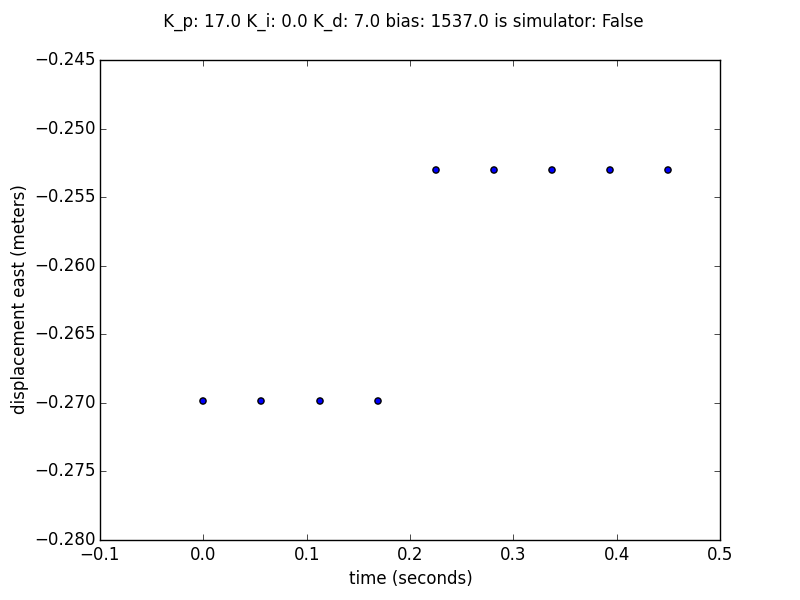 K_p: 17.0 K_i: 0.0 K_d: 7.0 bias: 1537.0 is simulator: False
−0.245
−0.250
−0.255
−0.260
−0.265
−0.270
−0.275
−0.280
displacement east (meters)
−0.1 0.0 0.1 0.2 0.3 0.4 0.5
time (seconds)